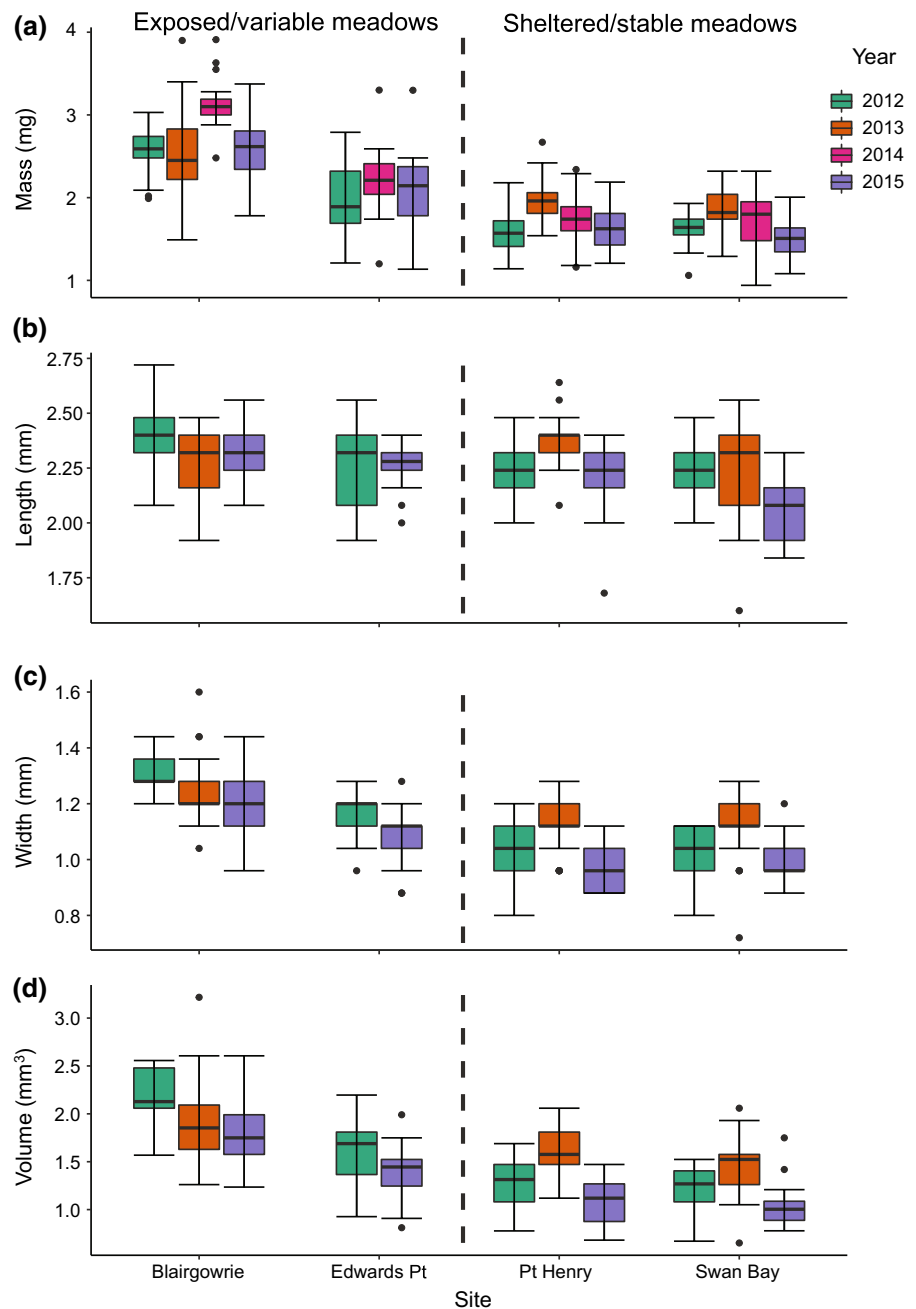 (a)
Exposed/variable meadows
Sheltered/stable meadows
Year
2012
2013
2014
2015
Mass (mg)
4
3
2
1
(b)
Length (mm)
2.75
2.50
2.25
2.00
1.75
(c)
Width (mm)
1.6
1.4
1.2
1.0
0.8
(d)
Volume (mm³)
3.0
2.5
2.0
1.5
1.0
Blairgowrie
Edwards Pt
Pt Henry
Swan Bay
Site